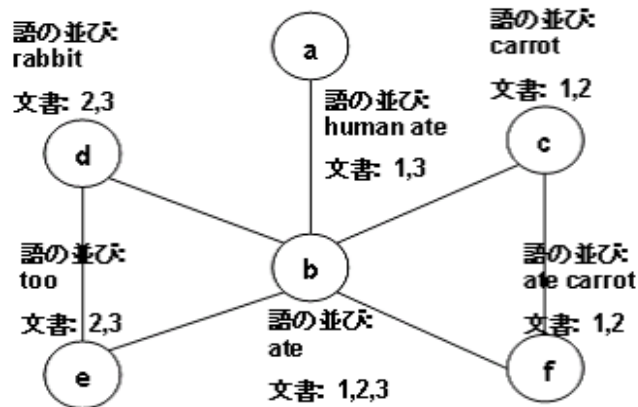 語の並び:
rabbit
文書: 2,3
d
a
語の並び:
human ate
文書: 1,3
語の並び:
carrot
文書: 1,2
c
語の並び:
too
文書: 2,3
e
b
語の並び:
ate
文書: 1,2,3
語の並び:
ate carrot
文書: 1,2
f